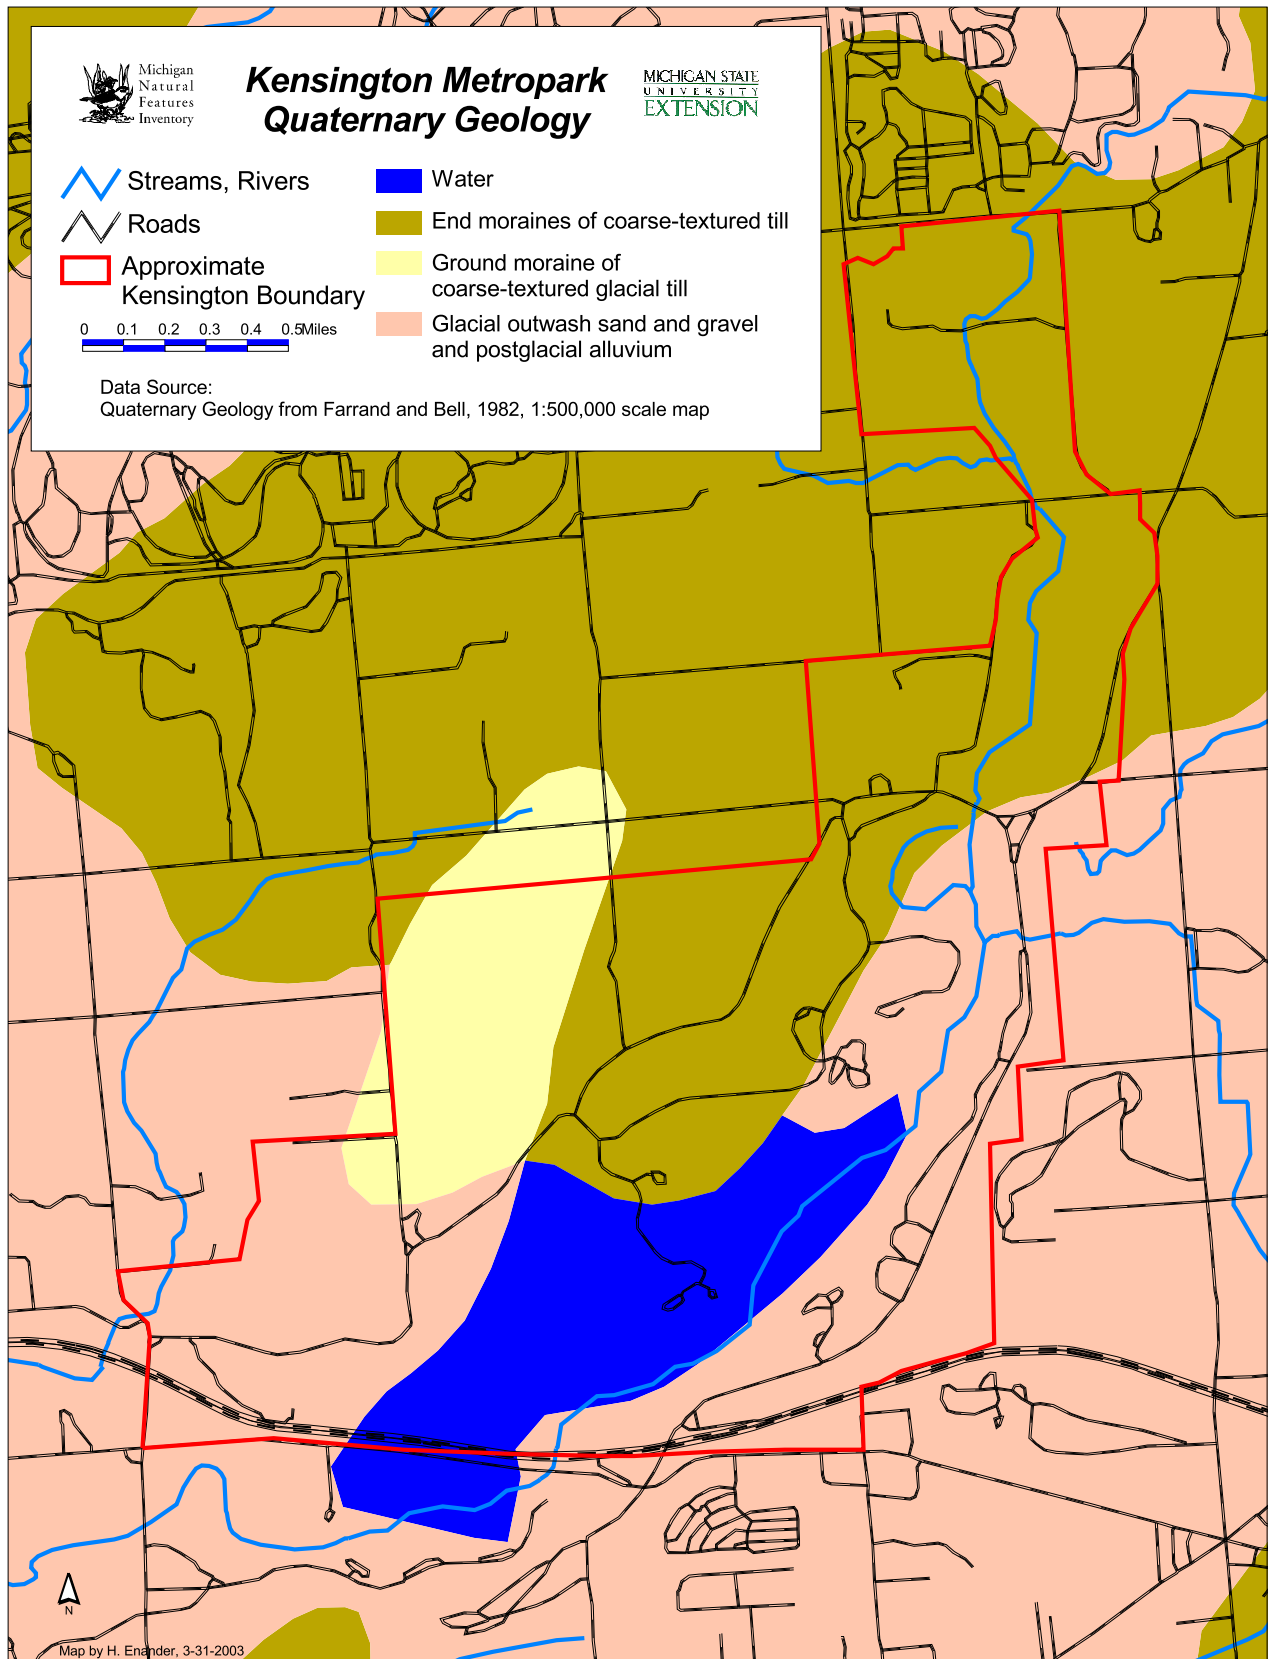 Michigan
Natural
Features
Inventory
Kensington Metropark
Quaternary Geology
MICHIGAN STATE
UNIVERSITY
EXTENSION
Streams, Rivers
Roads
Approximate
Kensington Boundary
0 0.1 0.2 0.3 0.4 0.5Miles
Water
End moraines of coarse-textured till
Ground moraine of
coarse-textured glacial till
Glacial outwash sand and gravel
and postglacial alluvium
Data Source:
Quaternary Geology from Farrand and Bell, 1982, 1:500,000 scale map
N
Map by H. Enander, 3-31-2003